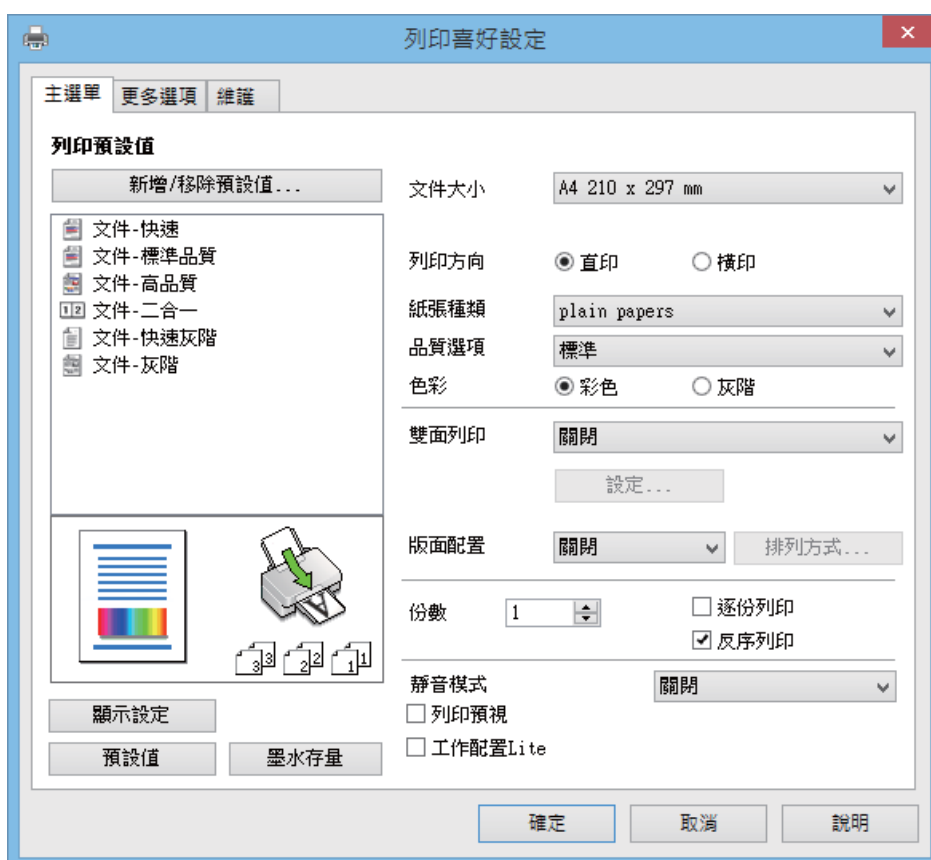 列印喜好設定
主選單 更多選項 維護
列印預設值
新增/移除預設值...
文件-快速
文件-標準品質
文件-高品質
1 2 文件-二合一
文件-快速灰階
文件-灰階
3 3 2 2 1 1
顯示設定
預設值 墨水存量
文件大小 A4 210 x 297 mm
列印方向 直印 橫印
紙張種類 plain papers
品質選項 標準
色彩 彩色 灰階
雙面列印 關閉
設定...
版面配置 關閉 排列方式...
份數 1 逐份列印
反序列印
靜音模式 關閉
列印預視
工作配置Lite
確定 取消 說明